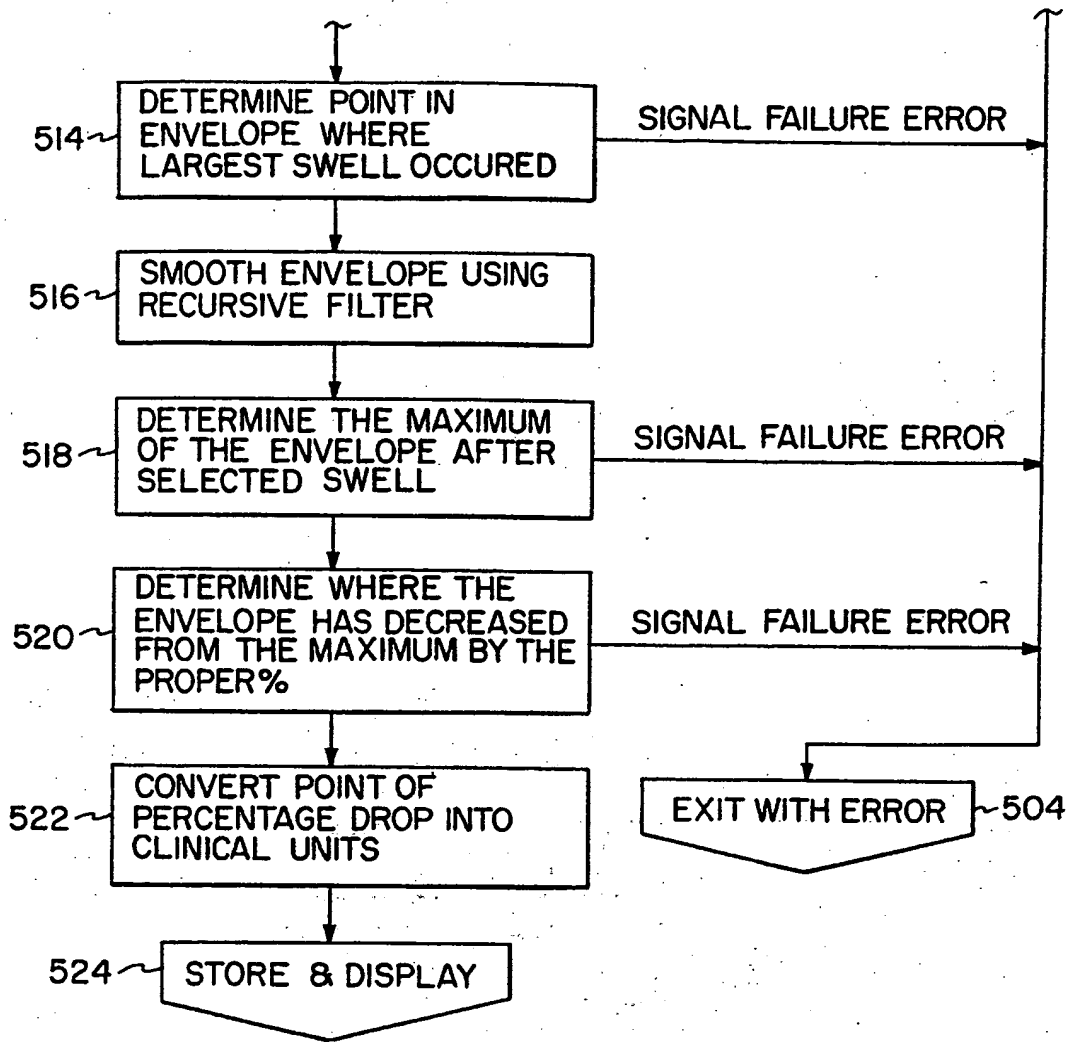 DETERMINE POINT IN
ENVELOPE WHERE
LARGEST SWELL OCCURED
514
SIGNAL FAILURE ERROR
SMOOTH ENVELOPE USING
RECURSIVE FILTER
516
DETERMINE THE MAXIMUM
OF THE ENVELOPE AFTER
SELECTED SWELL
518
SIGNAL FAILURE ERROR
DETERMINE WHERE THE
ENVELOPE HAS DECREASED
FROM THE MAXIMUM BY THE
PROPER%
520
SIGNAL FAILURE ERROR
CONVERT POINT OF
PERCENTAGE DROP INTO
CLINICAL UNITS
522
EXIT WITH ERROR
504
524
STORE & DISPLAY